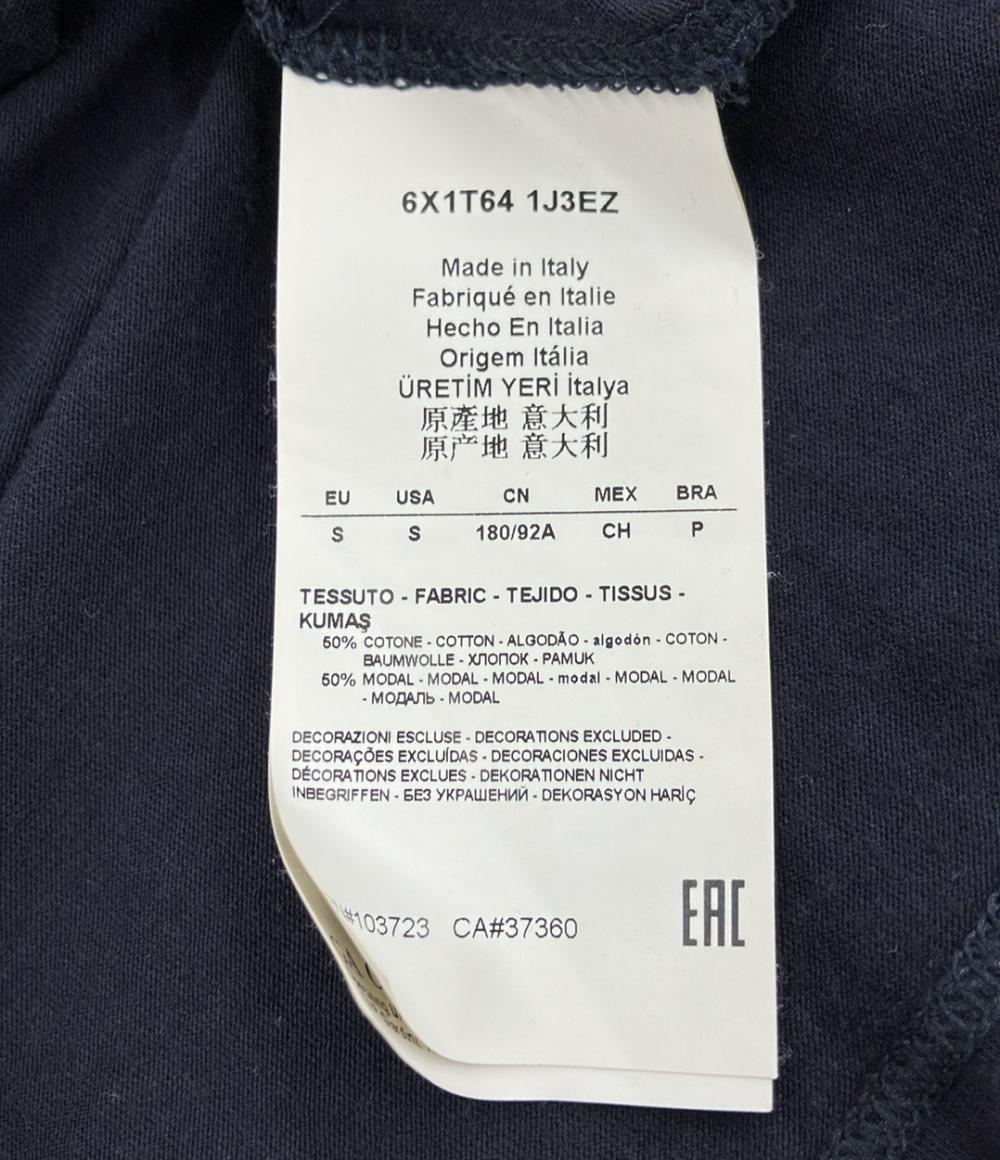 6X1T64 1J3EZ
Made in Italy
Fabriqué en Italie
Hecho En Italia
Origem Itália
ÜRETİM YERİ İtalya
原產地 意大利
原产地 意大利
EU USA CN MEX BRA
S S 180/92A CH P
TESSUTO - FABRIC - TEJIDO - TISSUS -
KUMAŞ
50% COTONE - COTTON - ALGODÃO - algodón - COTON -
BAUMWOLLE - ХЛОПОК - PAMUK
50% MODAL - MODAL - MODAL - modal - MODAL - MODAL
- МОДАЛЬ - MODAL
DECORAZIONI ESCLUSE - DECORATIONS EXCLUDED -
DECORAÇÕES EXCLUÍDAS - DECORACIONES EXCLUIDAS -
DÉCORATIONS EXCLUES - DEKORATIONEN NICHT
INBEGRIFFEN - БЕЗ УКРАШЕНИЙ - DEKORASYON HARİÇ
#103723 CA#37360
EAC